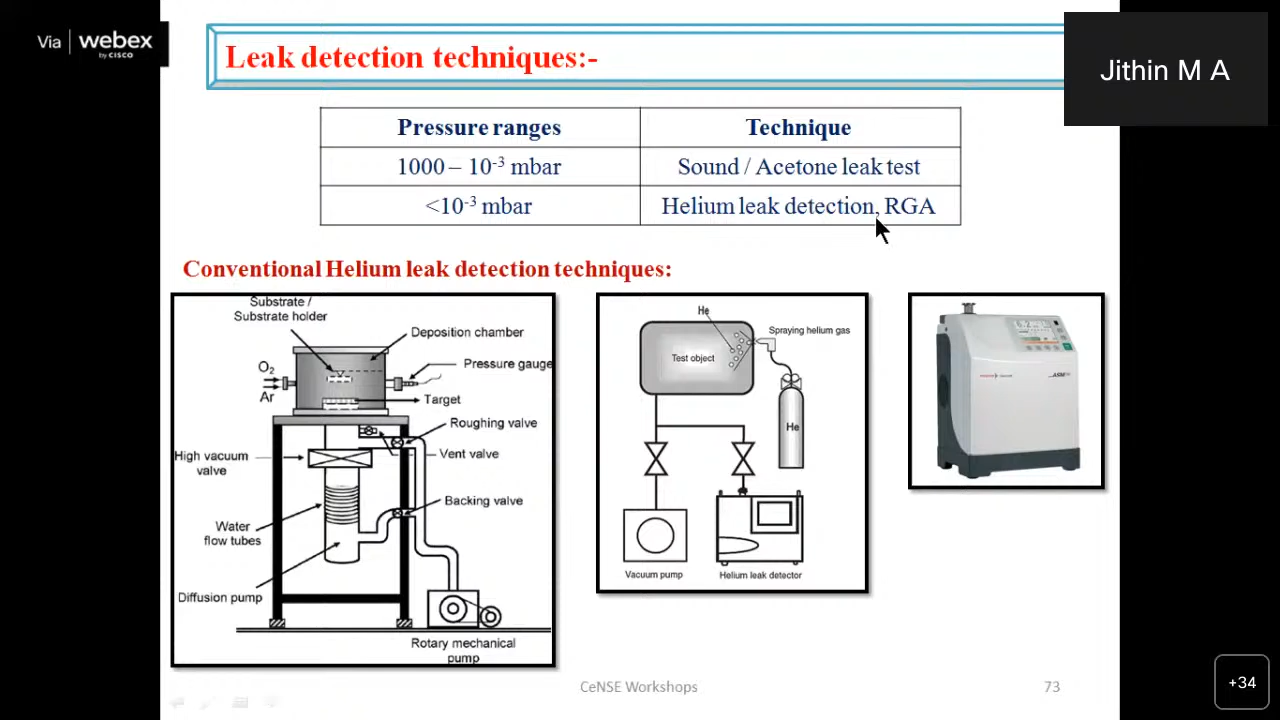 Via webex
by CISCO
Leak detection techniques:-
Jithin M A
Pressure ranges Technique
1000 – 10-3 mbar Sound / Acetone leak test
<10-3 mbar Helium leak detection, RGA
Conventional Helium leak detection techniques:
Substrate /
Substrate holder
Deposition chamber
Pressure gauge
O2
Ar
Target
Roughing valve
High vacuum
valve
Vent valve
Backing valve
Water
flow tubes
Diffusion pump
Rotary mechanical
pump
He
Spraying helium gas
Test object
He
Vacuum pump
Helium leak detector
CeNSE Workshops
73
+34